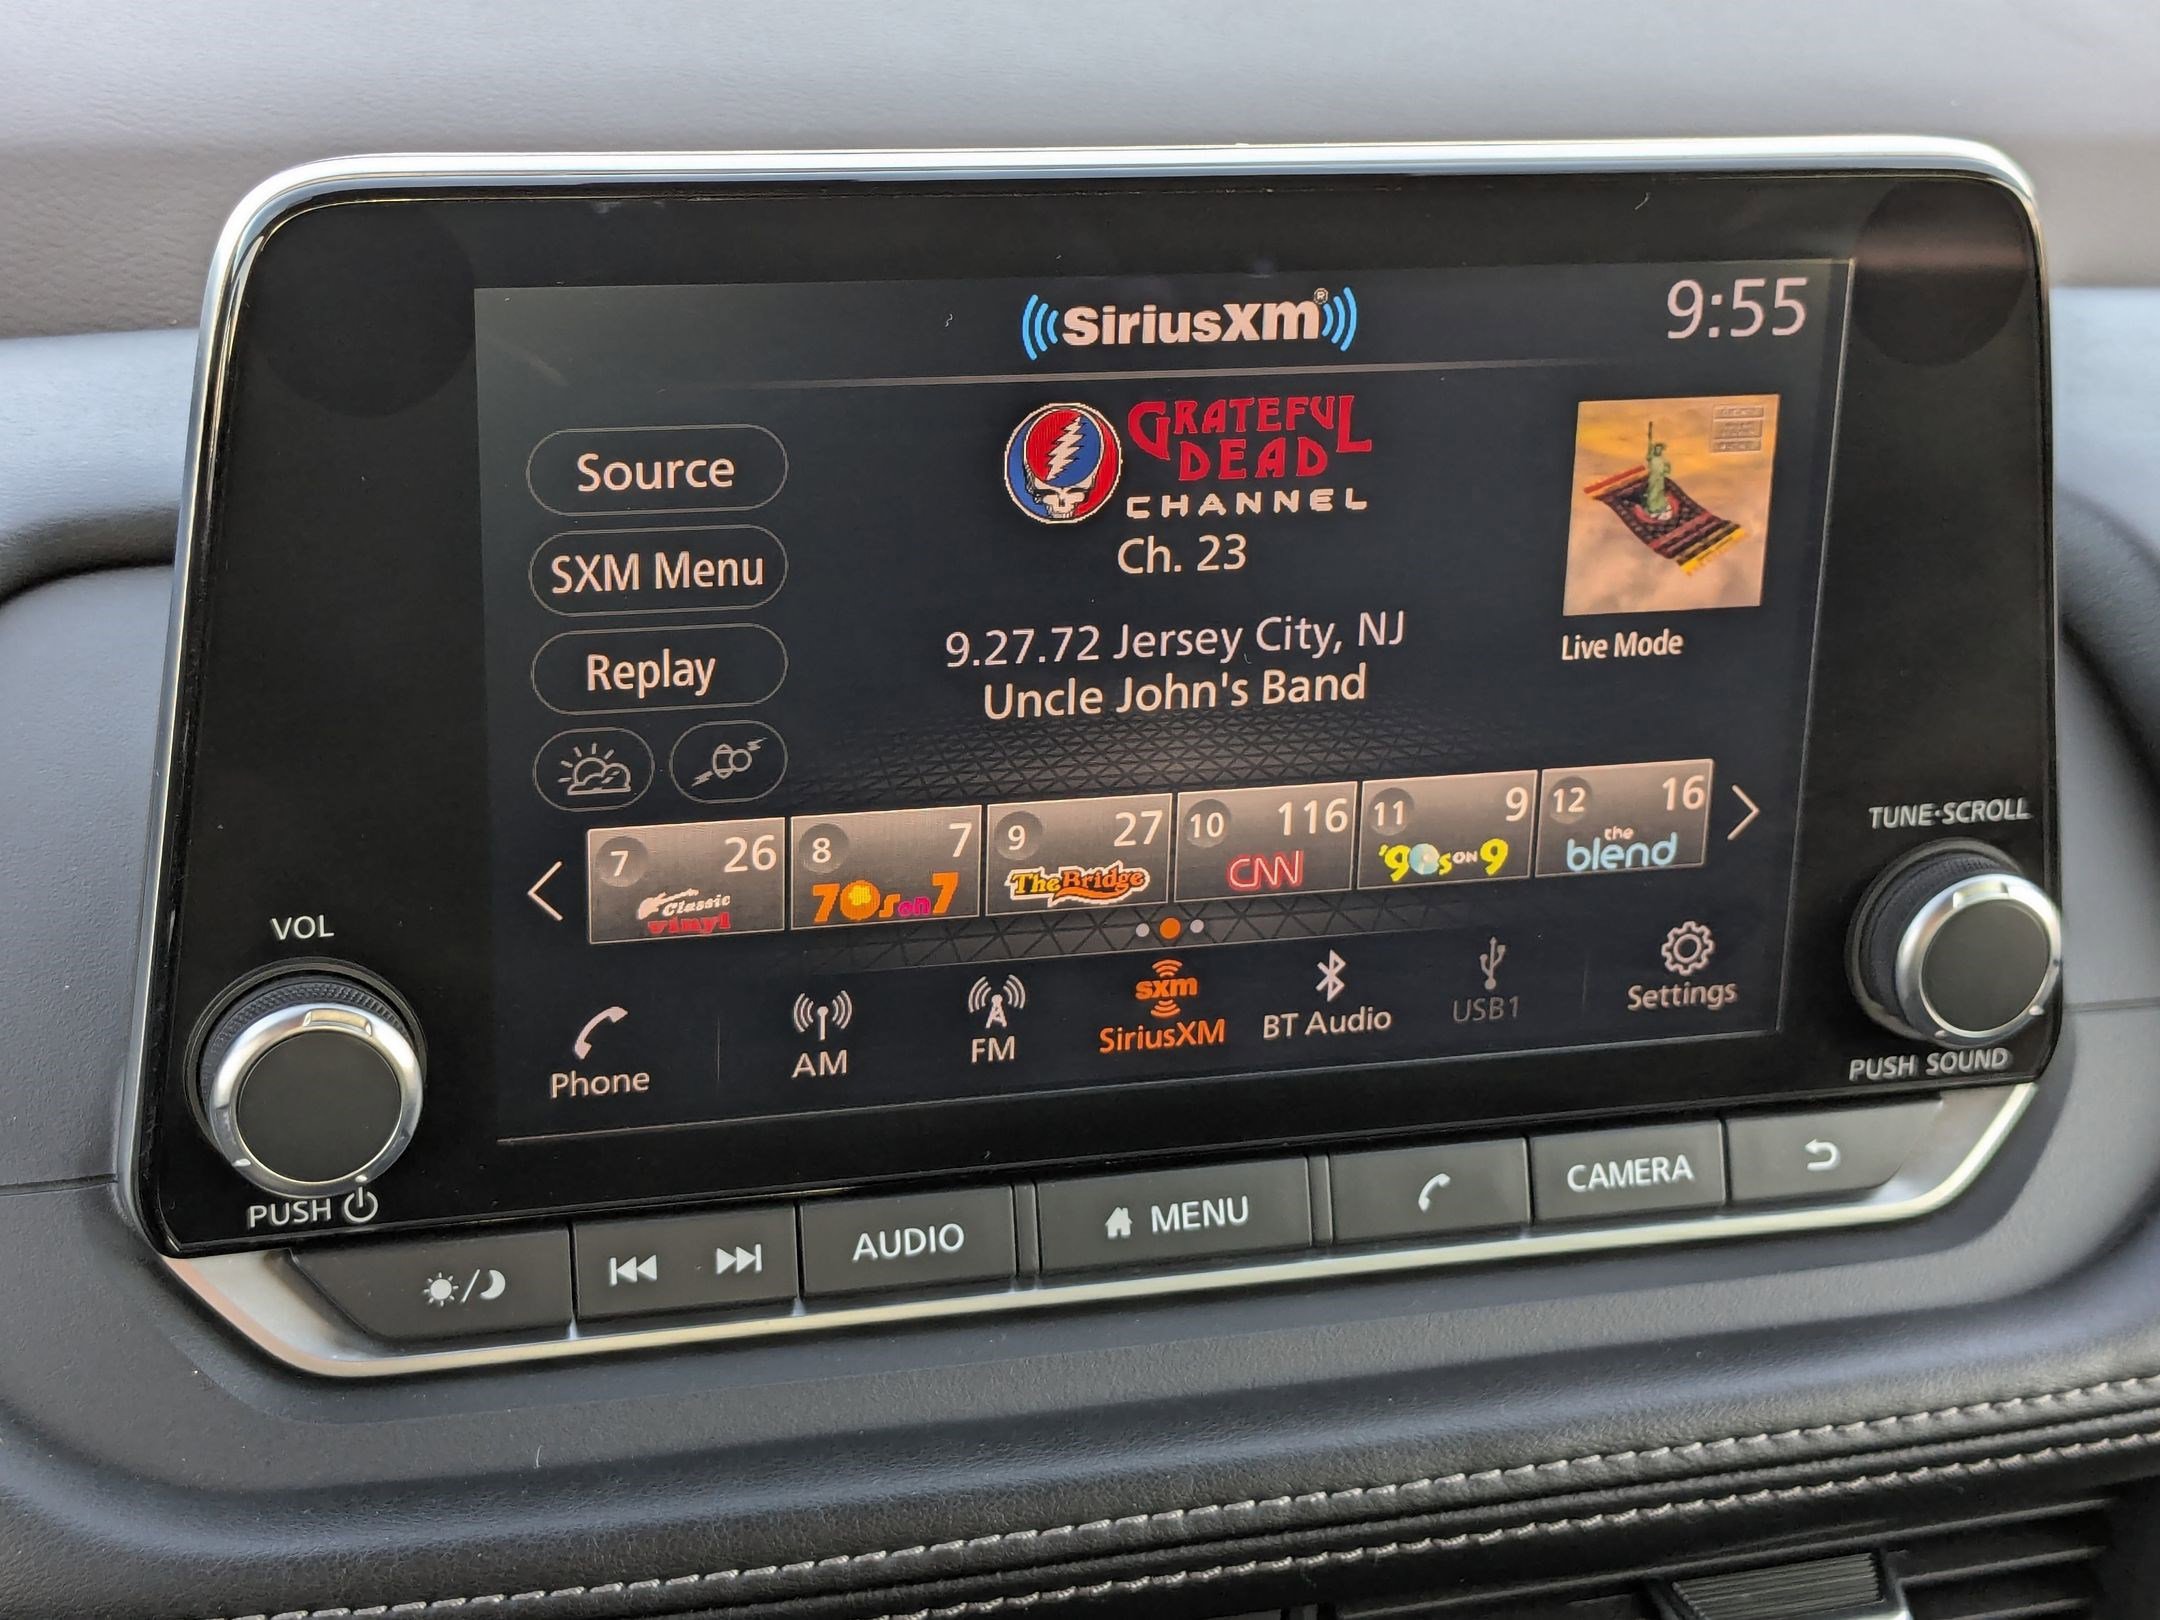 SiriusXM®
9:55
Source
SXM Menu
Replay
GRATEFUL
DEAD
CHANNEL
Ch. 23
9.27.72 Jersey City, NJ
Uncle John's Band
Live Mode
7 26
Classic
vinyl
8 7
70s on 7
9 27
The Bridge
10 116
CNN
11 9
'90s ON 9
12 16
the
blend
Phone
AM
FM
sxm
SiriusXM
BT Audio
USB1
Settings
VOL
PUSH
TUNE·SCROLL
PUSH SOUND
AUDIO
MENU
CAMERA